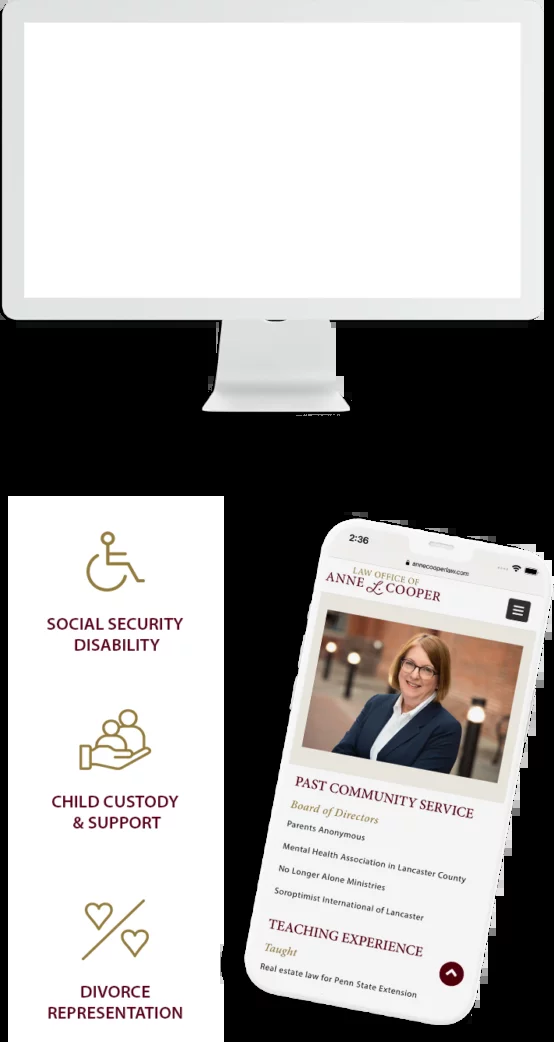 SOCIAL SECURITY
DISABILITY
CHILD CUSTODY
& SUPPORT
DIVORCE
REPRESENTATION
2:36
annecooperlaw.com
LAW OFFICE OF
ANNE L. COOPER
PAST COMMUNITY SERVICE
Board of Directors
Parents Anonymous
Mental Health Association in Lancaster County
No Longer Alone Ministries
Soroptimist International of Lancaster
TEACHING EXPERIENCE
Taught
Real estate law for Penn State Extension